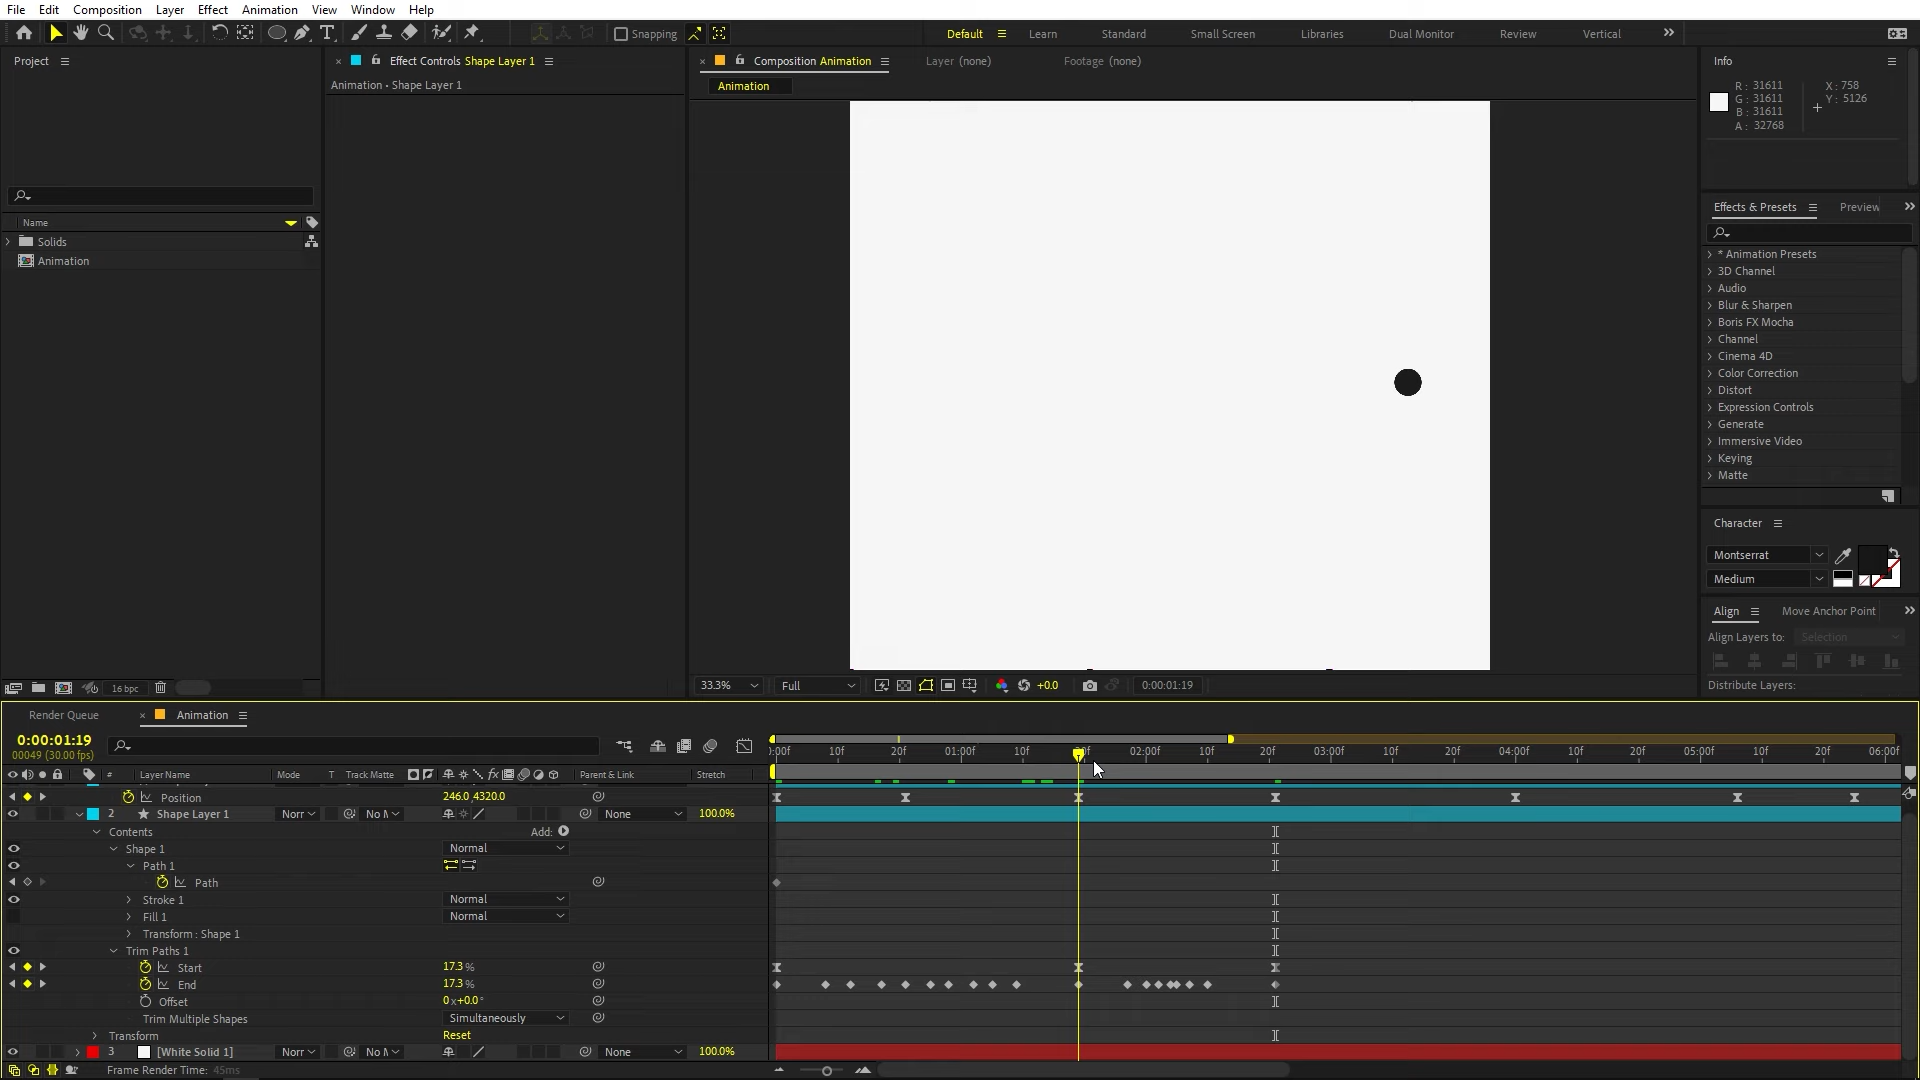 File Edit Composition Layer Effect Animation View Window Help
Snapping
Default Learn Standard Small Screen Libraries Dual Monitor Review Vertical
Project
Name
Solids
Animation
16 bpc
Effect Controls Shape Layer 1
Animation • Shape Layer 1
Composition Animation
Layer (none)
Footage (none)
Animation
33.3%
Full
+0.0
0:00:01:19
Info
R: 31611
G: 31611
B: 31611
A: 32768
X: 758
Y: 5126
Effects & Presets
Preview
* Animation Presets
3D Channel
Audio
Blur & Sharpen
Boris FX Mocha
Channel
Cinema 4D
Color Correction
Distort
Expression Controls
Generate
Immersive Video
Keying
Matte
Character
Montserrat
Medium
Align
Move Anchor Point
Align Layers to: Selection
Distribute Layers:
Render Queue
Animation
0:00:01:19
00049 (30.00 fps)
# Layer Name Mode T Track Matte fx Parent & Link Stretch
:00f 10f 20f 01:00f 10f 20f 02:00f 10f 20f 03:00f 10f 20f 04:00f 10f 20f 05:00f 10f 20f 06:00f
Position 246.0,4320.0
2 Shape Layer 1 None 100.0%
Contents Add:
Shape 1 Normal
Path 1
Path
Stroke 1 Normal
Fill 1 Normal
Transform : Shape 1
Trim Paths 1
Start 17.3 %
End 17.3 %
Offset 0 x+0.0 °
Trim Multiple Shapes Simultaneously
Transform Reset
3 [White Solid 1] None 100.0%
Frame Render Time: 45ms